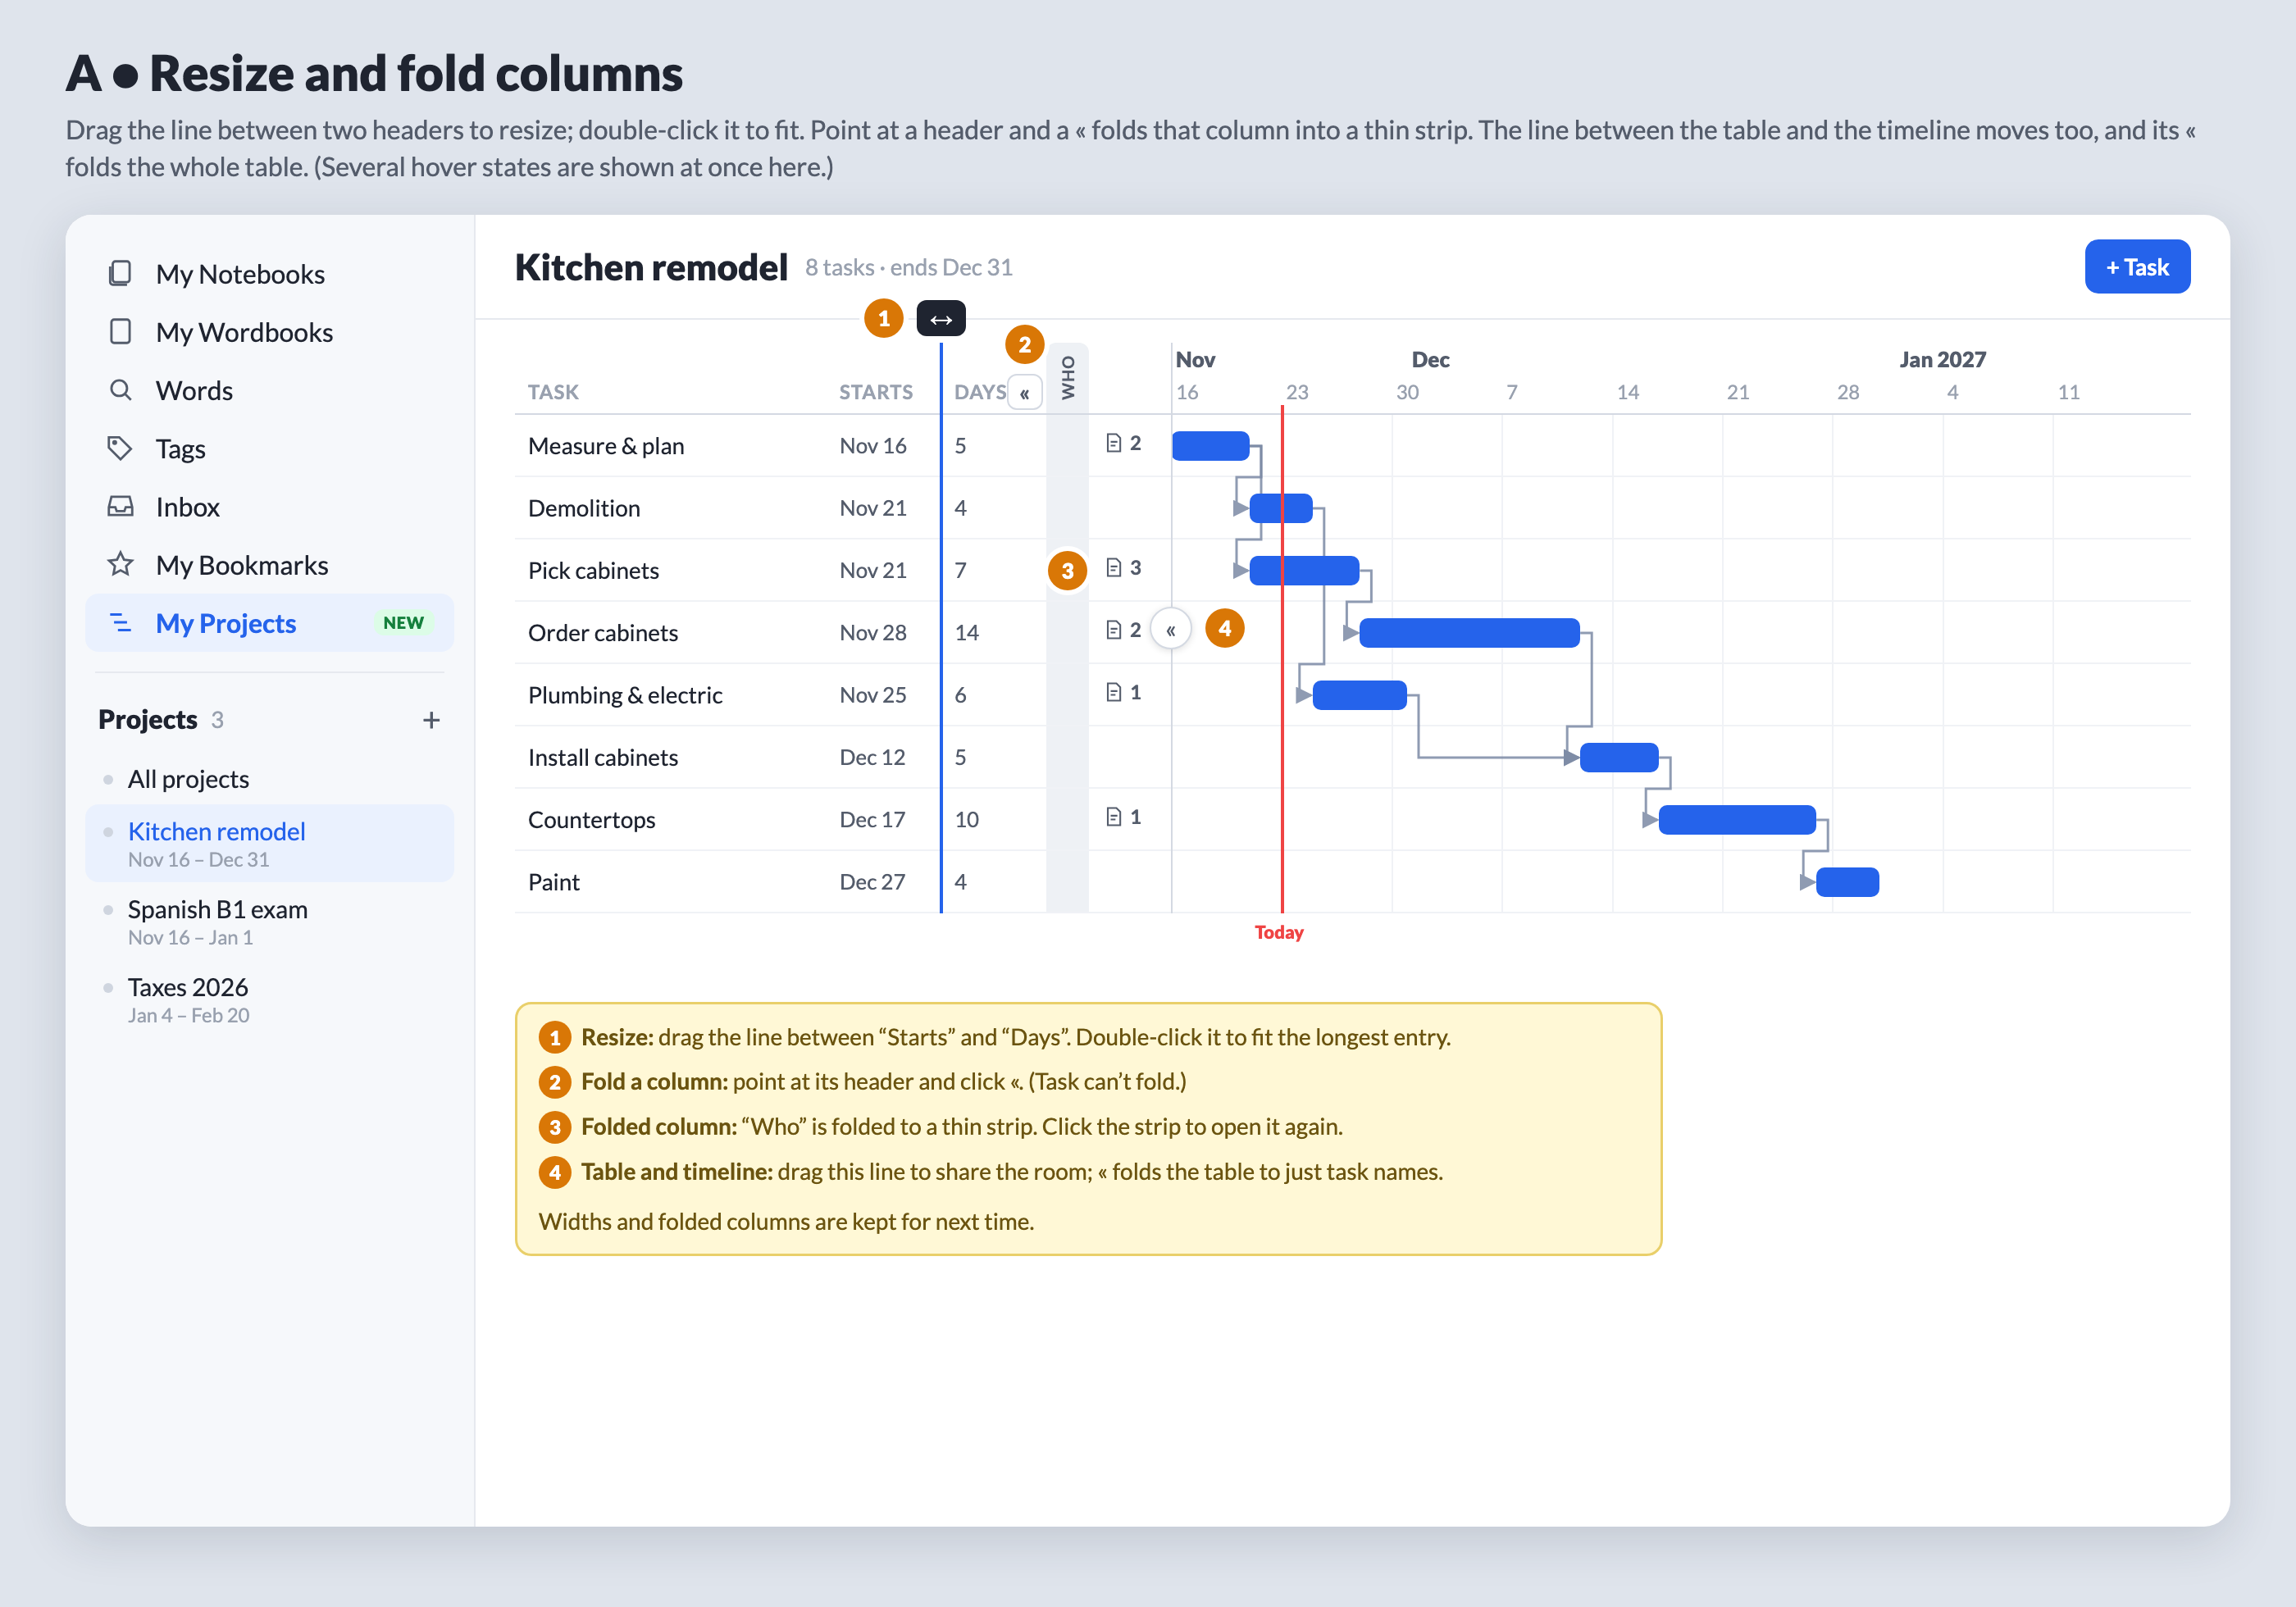 A • Resize and fold columns
Drag the line between two headers to resize; double-click it to fit. Point at a header and a « folds that column into a thin strip. The line between the table and the timeline moves too, and its «
folds the whole table. (Several hover states are shown at once here.)
My Notebooks
My Wordbooks
Words
Tags
Inbox
My Bookmarks
My Projects NEW
Projects 3 +
All projects
Kitchen remodel
Nov 16 – Dec 31
Spanish B1 exam
Nov 16 – Jan 1
Taxes 2026
Jan 4 – Feb 20
Kitchen remodel 8 tasks · ends Dec 31
+ Task
1 ↔
2
WHO
Nov Dec Jan 2027
TASK STARTS DAYS « 16 23 30 7 14 21 28 4 11
Measure & plan Nov 16 5 2
Demolition Nov 21 4
Pick cabinets Nov 21 7 3 3
Order cabinets Nov 28 14 2 « 4
Plumbing & electric Nov 25 6 1
Install cabinets Dec 12 5
Countertops Dec 17 10 1
Paint Dec 27 4
Today
1 Resize: drag the line between “Starts” and “Days”. Double-click it to fit the longest entry.
2 Fold a column: point at its header and click «. (Task can’t fold.)
3 Folded column: “Who” is folded to a thin strip. Click the strip to open it again.
4 Table and timeline: drag this line to share the room; « folds the table to just task names.
Widths and folded columns are kept for next time.